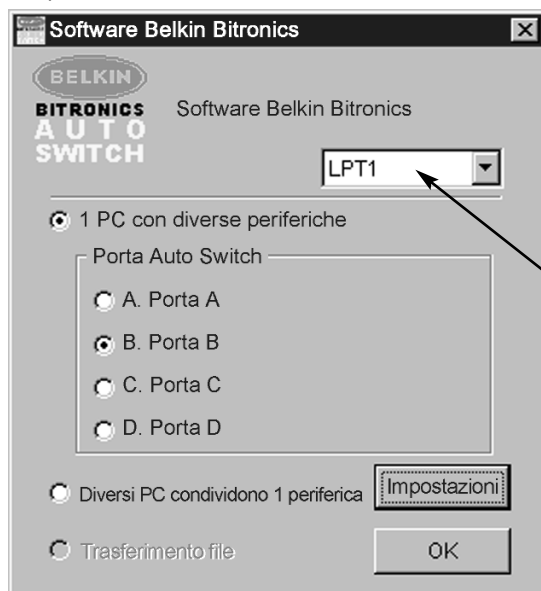 Software Belkin Bitronics
BELKIN
BITRONICS
AUTO
SWITCH
Software Belkin Bitronics
LPT1
1 PC con diverse periferiche
Porta Auto Switch
A. Porta A
B. Porta B
C. Porta C
D. Porta D
Diversi PC condividono 1 periferica
Impostazioni
Trasferimento file
OK